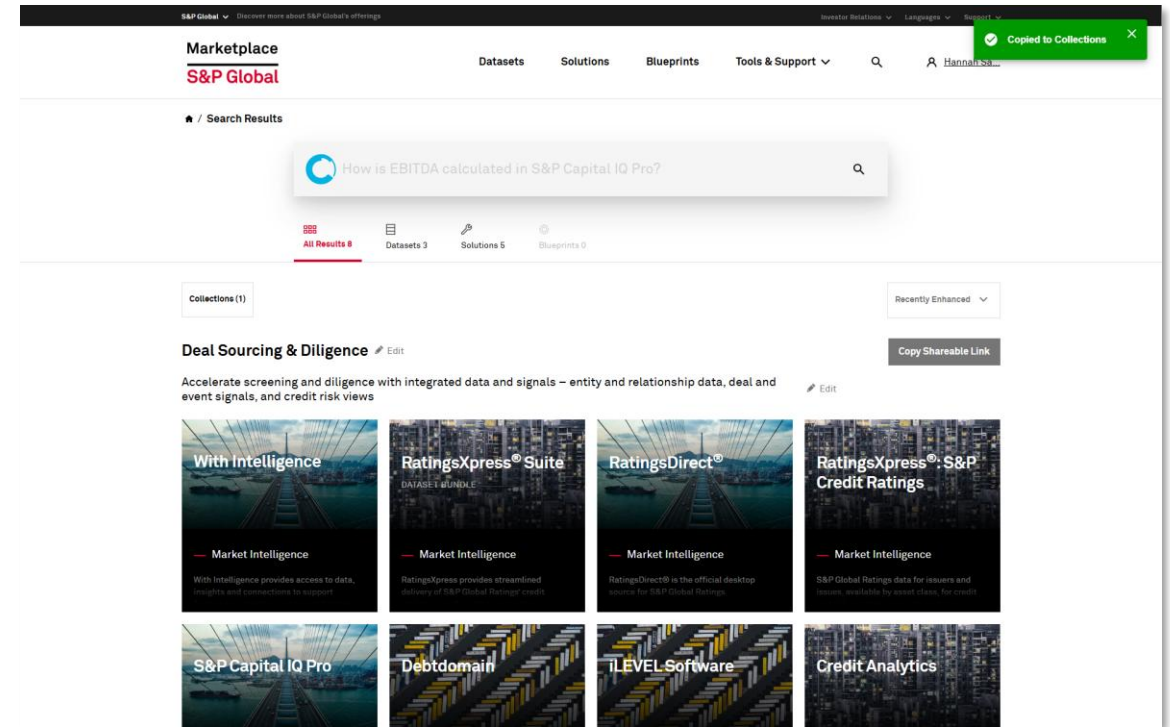 S&P Global Discover more about S&P Global's offerings
Investor Relations Languages Support
Copied to Collections
Marketplace
S&P Global
Datasets Solutions Blueprints Tools & Support Hannah Sa...
/ Search Results
How is EBITDA calculated in S&P Capital IQ Pro?
All Results 8 Datasets 3 Solutions 5 Blueprints 0
Collections (1)
Recently Enhanced
Deal Sourcing & Diligence Edit
Copy Shareable Link
Accelerate screening and diligence with integrated data and signals – entity and relationship data, deal and
event signals, and credit risk views
Edit
With Intelligence
— Market Intelligence
With Intelligence provides access to data,
insights and connections to support
RatingsXpress® Suite
DATASET BUNDLE
— Market Intelligence
RatingsXpress provides streamlined
delivery of S&P Global Ratings' credit
RatingsDirect®
— Market Intelligence
RatingsDirect® is the official desktop
source for S&P Global Ratings,
RatingsXpress®: S&P
Credit Ratings
— Market Intelligence
S&P Global Ratings data for issuers and
issues, available by asset class, for credit
S&P Capital IQ Pro
Debtdomain
iLEVEL Software
Credit Analytics